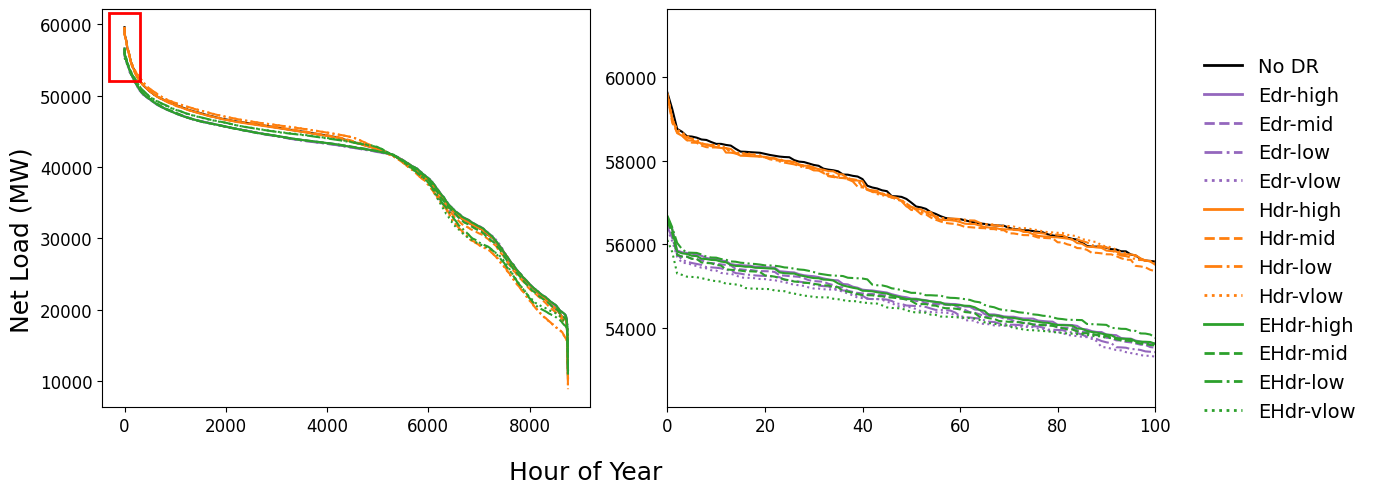 60000
50000
40000
30000
20000
10000
0
2000
4000
6000
8000
Net Load (MW)
60000
58000
56000
54000
0
20
40
60
80
100
Hour of Year
No DR
Edr-high
Edr-mid
Edr-low
Edr-vlow
Hdr-high
Hdr-mid
Hdr-low
Hdr-vlow
EHdr-high
EHdr-mid
EHdr-low
EHdr-vlow